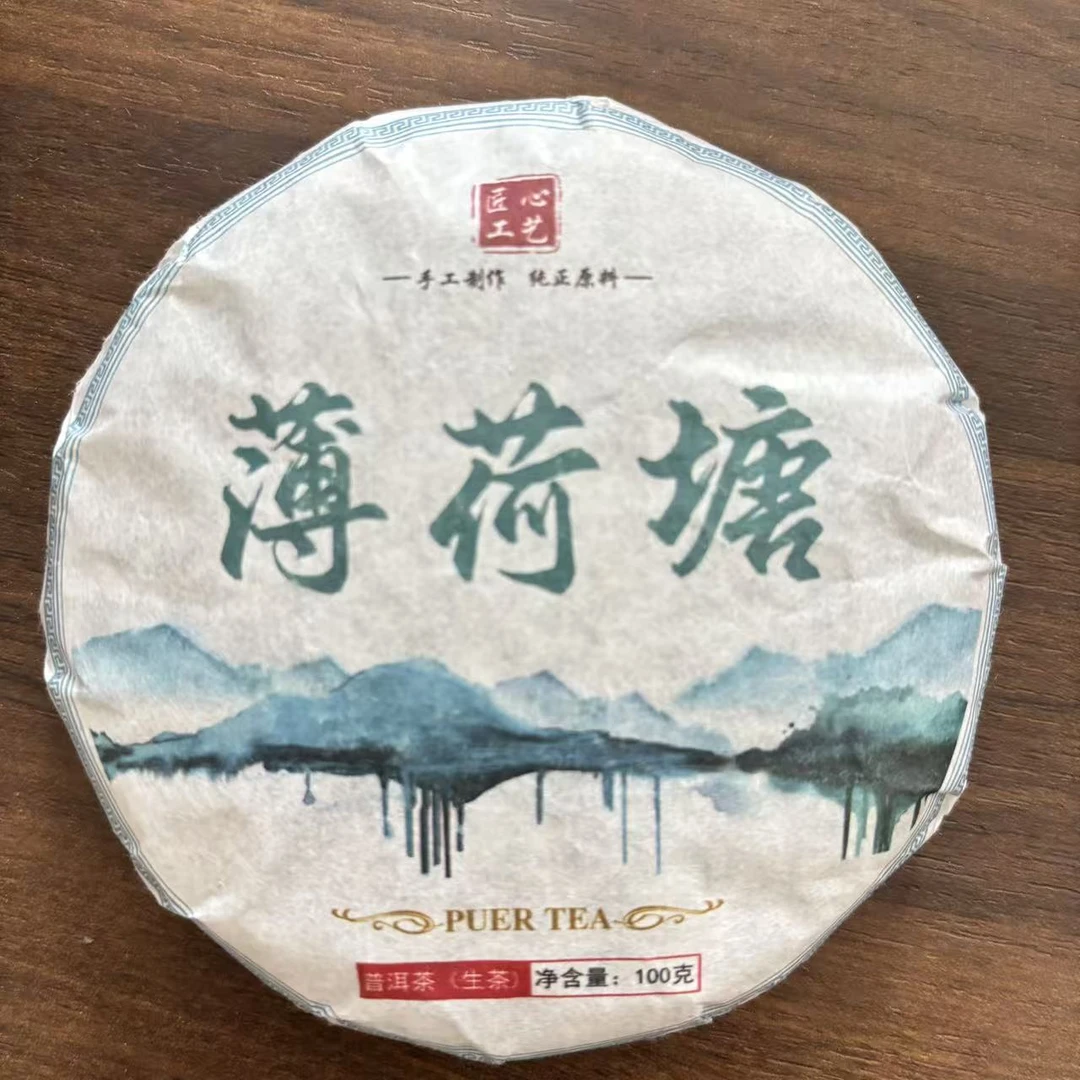 匠心
工艺
手工制作 纯正原料
薄荷塘
PUER TEA
普洱茶（生茶） 净含量：100克